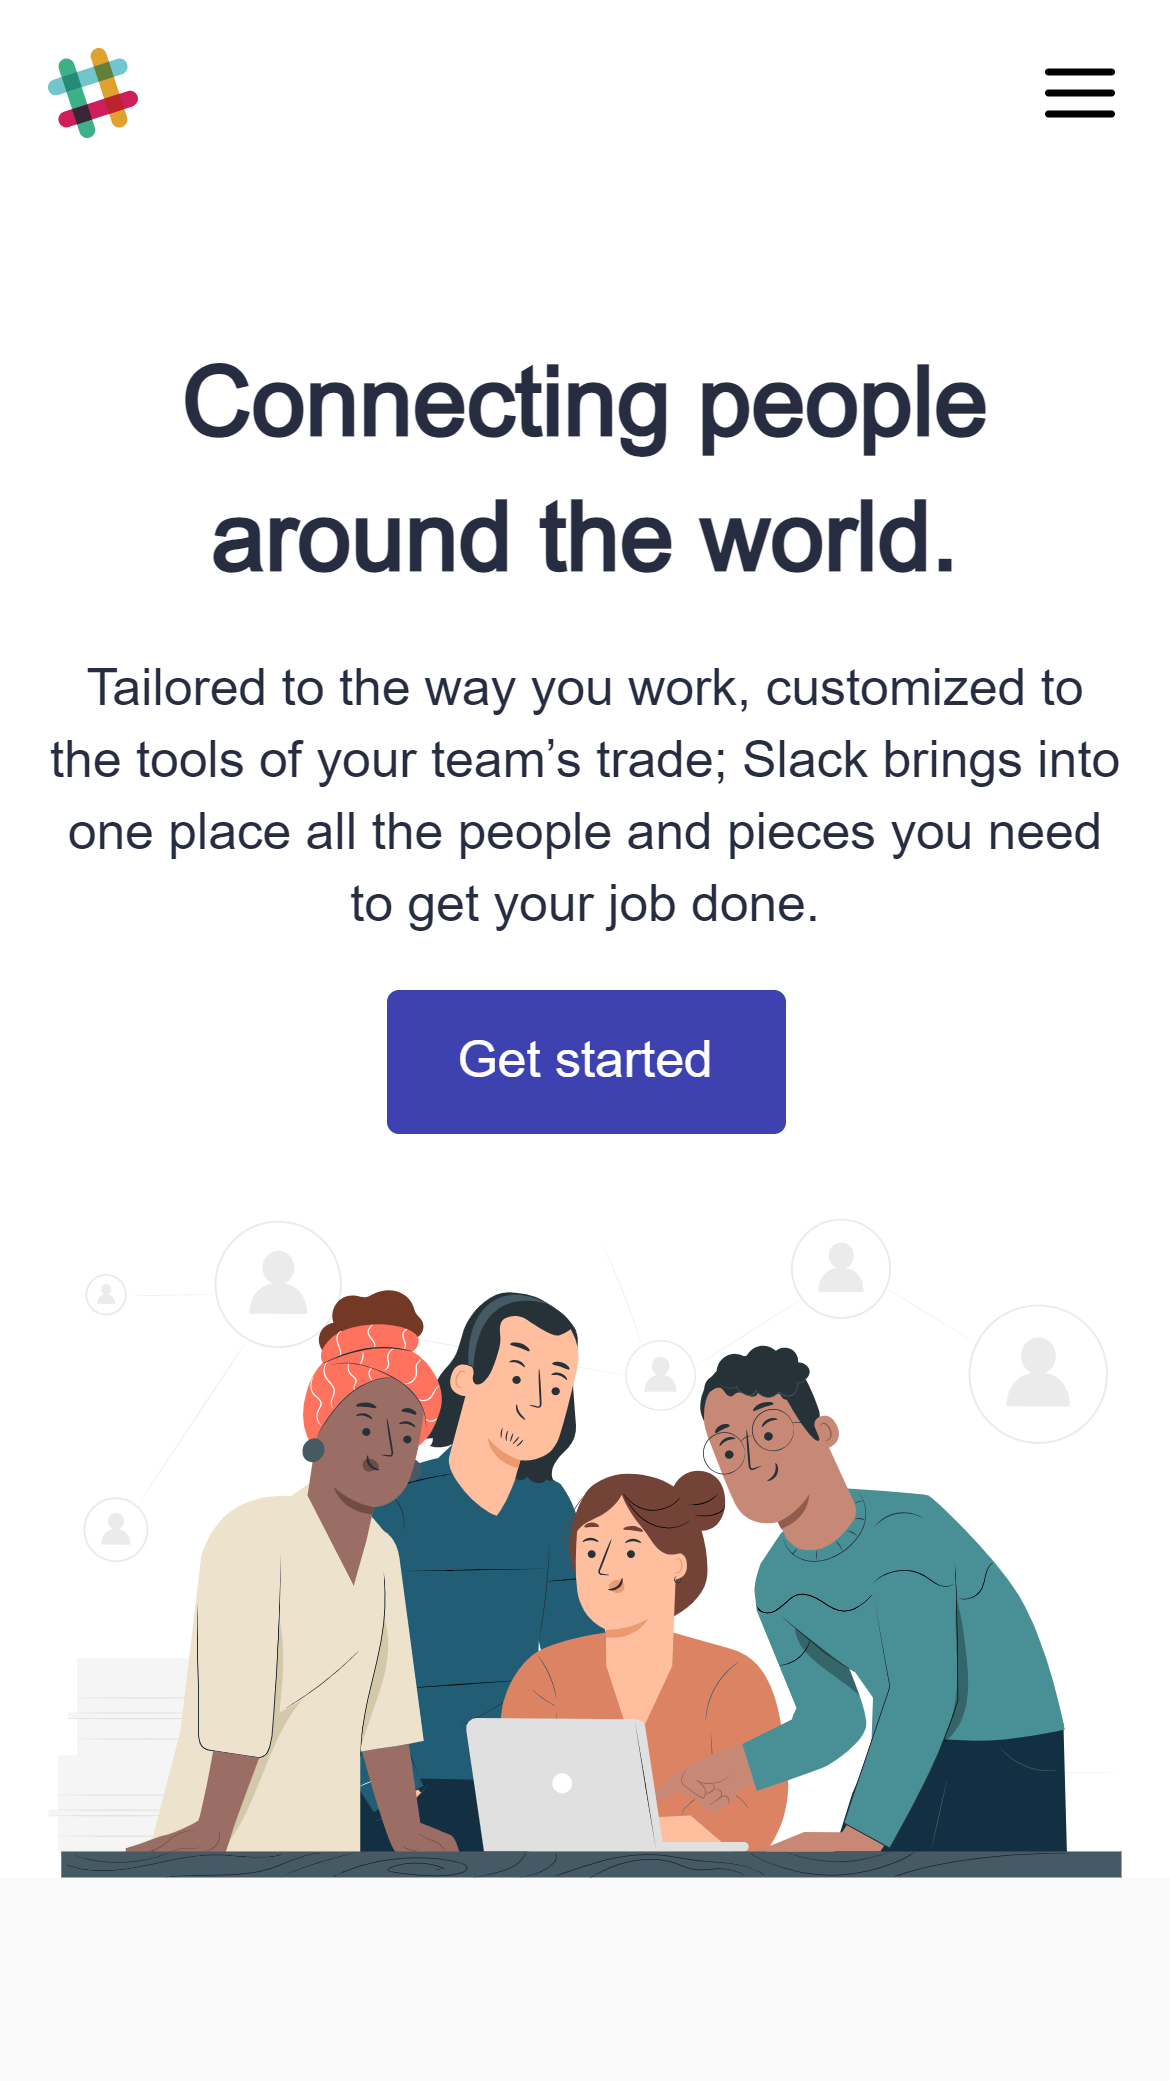 Connecting people
around the world.
Tailored to the way you work, customized to
the tools of your team’s trade; Slack brings into
one place all the people and pieces you need
to get your job done.
Get started